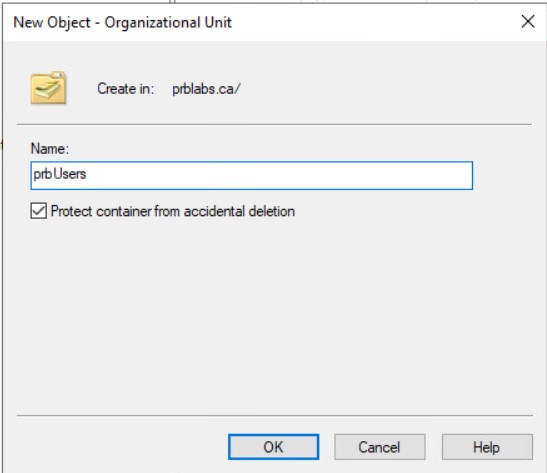 New Object - Organizational Unit
Create in: prblabs.ca/
Name:
prbUsers
Protect container from accidental deletion
OK Cancel Help